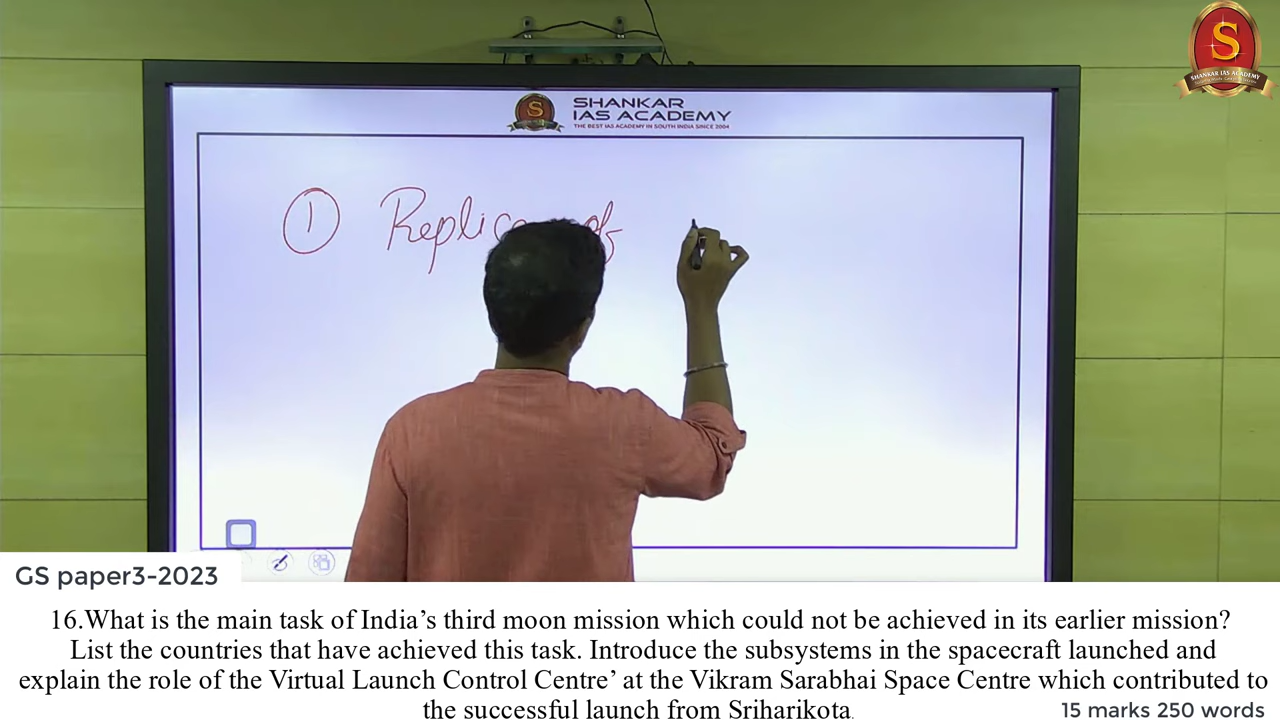 SHANKAR IAS ACADEMY
SHANKAR
IAS ACADEMY
THE BEST IAS ACADEMY IN SOUTH INDIA SINCE 2004
① of
GS paper3-2023
16.What is the main task of India’s third moon mission which could not be achieved in its earlier mission?
List the countries that have achieved this task. Introduce the subsystems in the spacecraft launched and
explain the role of the Virtual Launch Control Centre’ at the Vikram Sarabhai Space Centre which contributed to
the successful launch from Sriharikota.
15 marks 250 words